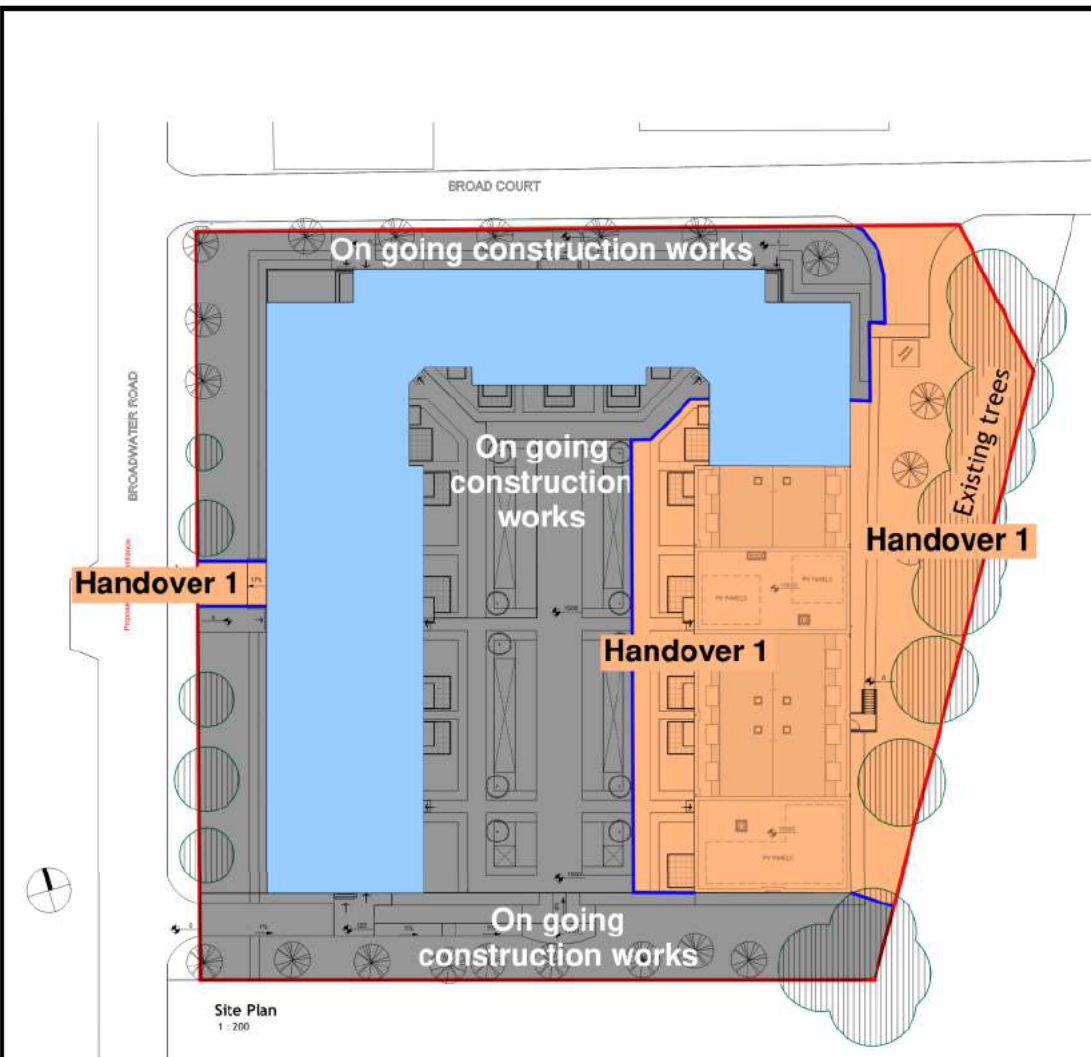 BROAD COURT
On going construction works
BROADWATER ROAD
On going
construction
works
Existing trees
Handover 1
Handover 1
PV PANELS
PV PANELS
Handover 1
PV PANELS
On going
construction works
Site Plan
1 : 200